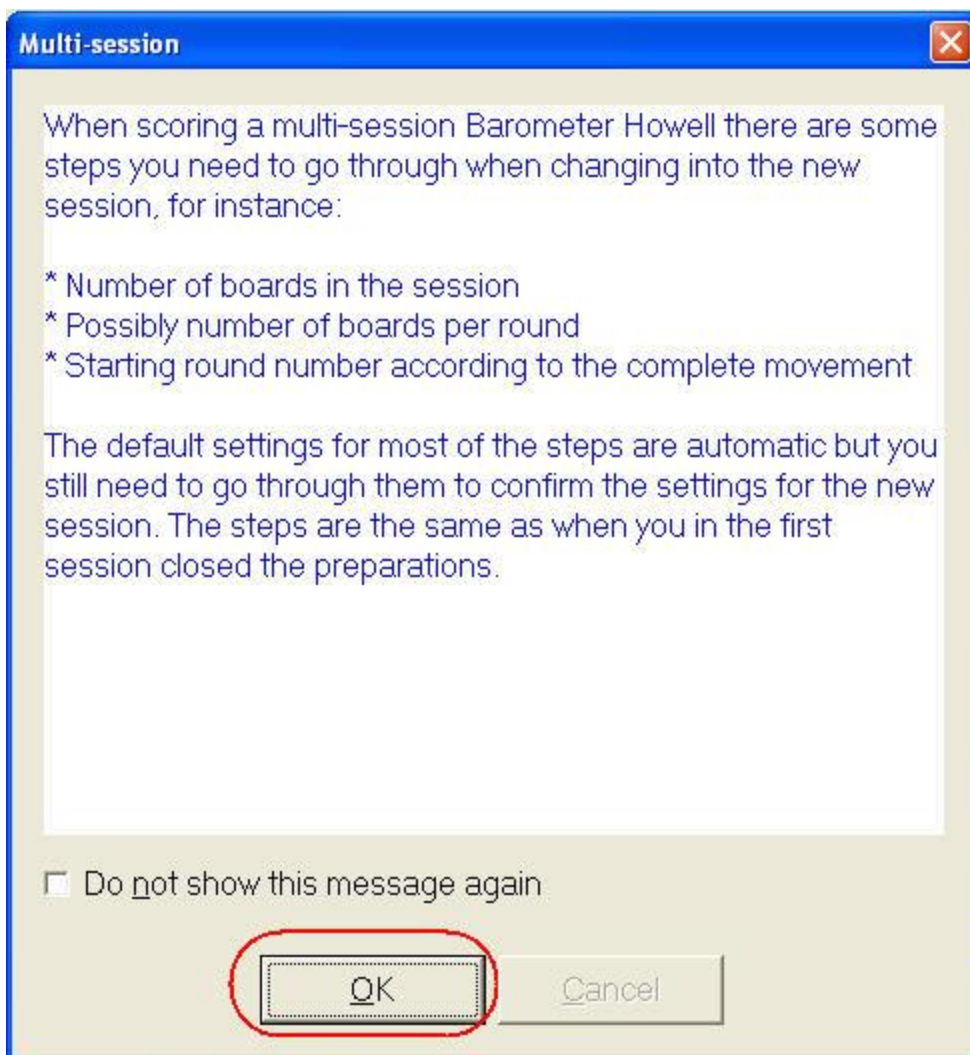 Multi-session
When scoring a multi-session Barometer Howell there are some
steps you need to go through when changing into the new
session, for instance:
* Number of boards in the session
* Possibly number of boards per round
* Starting round number according to the complete movement
The default settings for most of the steps are automatic but you
still need to go through them to confirm the settings for the new
session. The steps are the same as when you in the first
session closed the preparations.
Do not show this message again
OK
Cancel